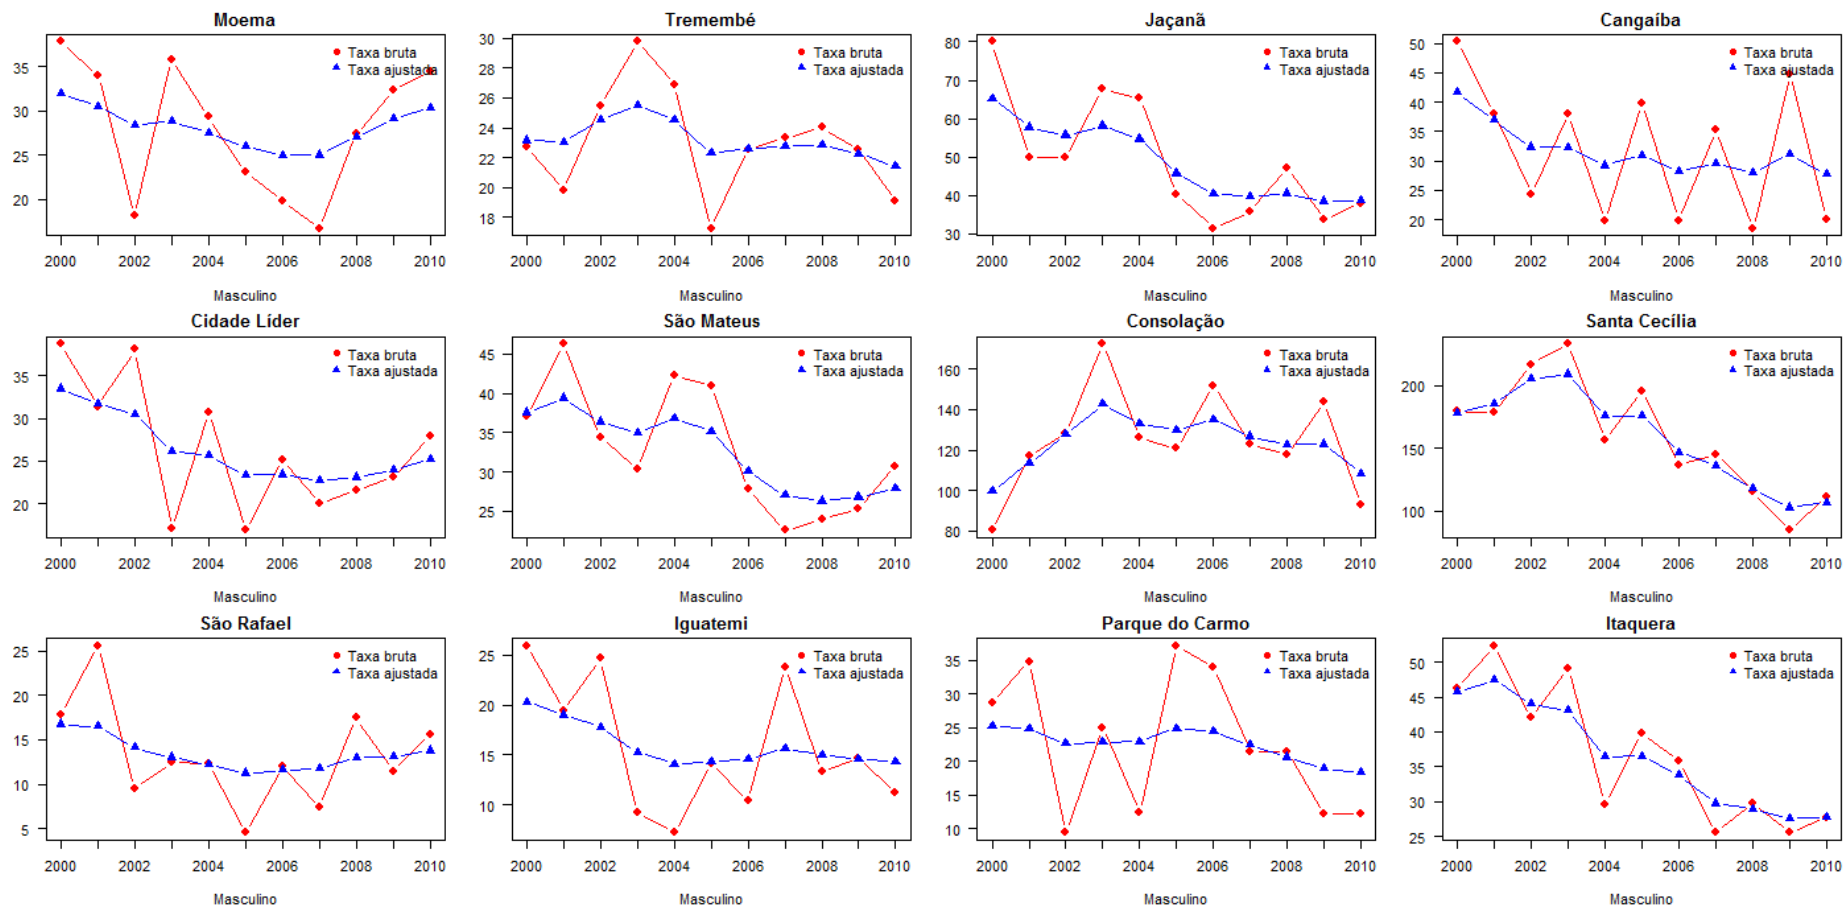 Moema
Taxa bruta
Taxa ajustada
35
30
25
20
2000 2002 2004 2006 2008 2010
Masculino
Tremembé
Taxa bruta
Taxa ajustada
30
28
26
24
22
20
18
2000 2002 2004 2006 2008 2010
Masculino
Jaçanã
Taxa bruta
Taxa ajustada
80
70
60
50
40
30
2000 2002 2004 2006 2008 2010
Masculino
Cangaíba
Taxa bruta
Taxa ajustada
50
45
40
35
30
25
20
2000 2002 2004 2006 2008 2010
Masculino
Cidade Líder
Taxa bruta
Taxa ajustada
35
30
25
20
2000 2002 2004 2006 2008 2010
Masculino
São Mateus
Taxa bruta
Taxa ajustada
45
40
35
30
25
2000 2002 2004 2006 2008 2010
Masculino
Consolação
Taxa bruta
Taxa ajustada
160
140
120
100
80
2000 2002 2004 2006 2008 2010
Masculino
Santa Cecília
Taxa bruta
Taxa ajustada
200
150
100
2000 2002 2004 2006 2008 2010
Masculino
São Rafael
Taxa bruta
Taxa ajustada
25
20
15
10
5
2000 2002 2004 2006 2008 2010
Masculino
Iguatemi
Taxa bruta
Taxa ajustada
25
20
15
10
2000 2002 2004 2006 2008 2010
Masculino
Parque do Carmo
Taxa bruta
Taxa ajustada
35
30
25
20
15
10
2000 2002 2004 2006 2008 2010
Masculino
Itaquera
Taxa bruta
Taxa ajustada
50
45
40
35
30
25
2000 2002 2004 2006 2008 2010
Masculino